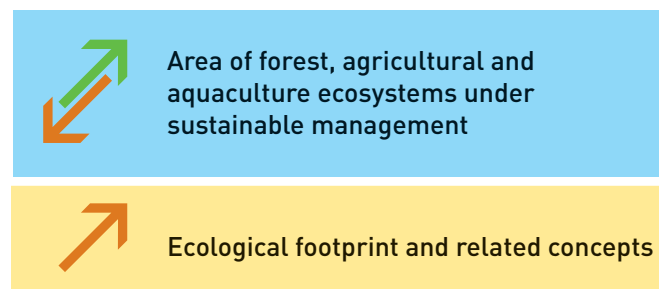 Area of forest, agricultural and
aquaculture ecosystems under
sustainable management
Ecological footprint and related concepts